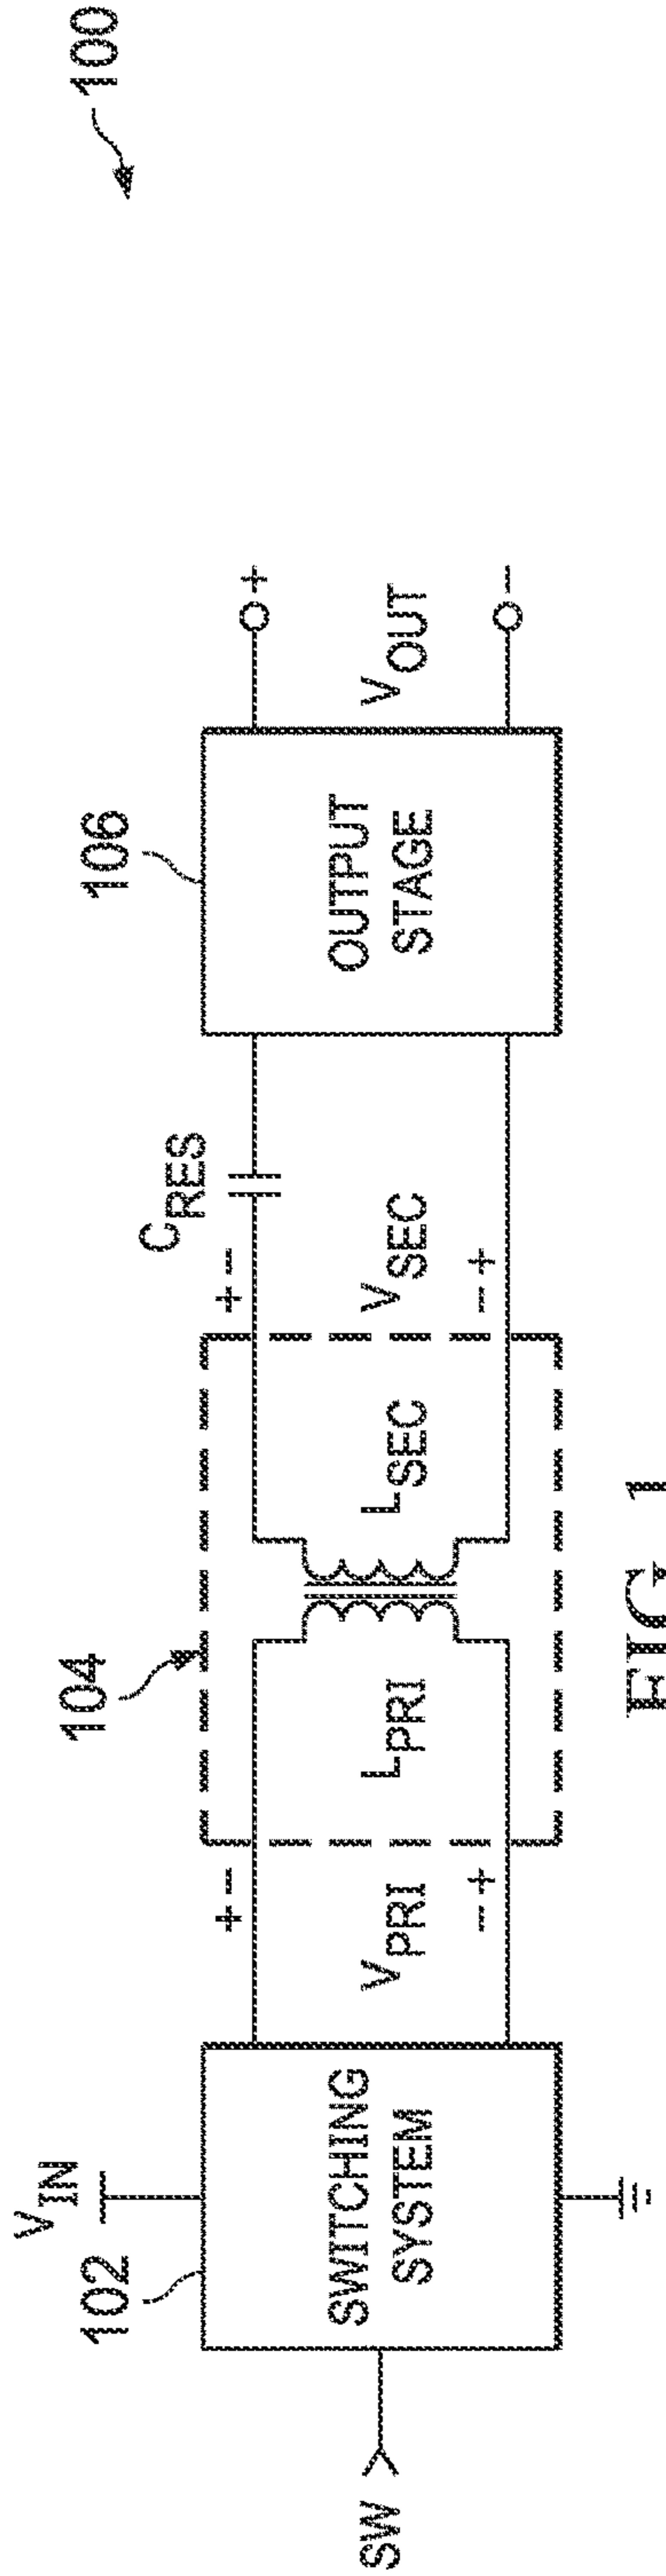 100
V_IN
102
SW
SWITCHING
SYSTEM
+ -
V_PRI
- +
104
L_PRI
L_SEC
+ -
V_SEC
- +
C_RES
106
OUTPUT
STAGE
+
V_OUT
-
FIG. 1